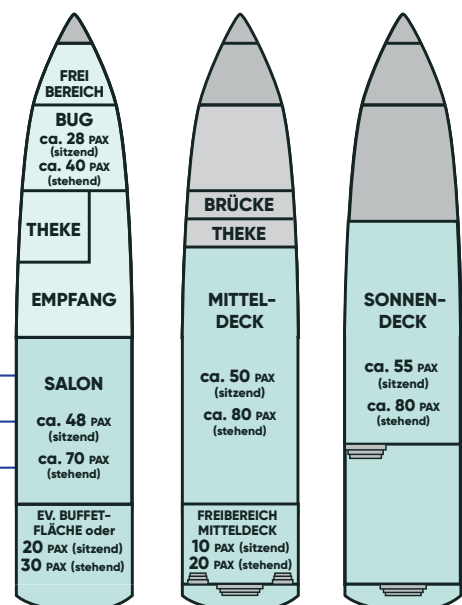 FREI
BEREICH
BUG
ca. 28 PAX
(sitzend)
ca. 40 PAX
(stehend)
THEKE
EMPFANG
SALON
ca. 48 PAX
(sitzend)
ca. 70 PAX
(stehend)
EV. BUFFET-
FLÄCHE oder
20 PAX (sitzend)
30 PAX (stehend)
BRÜCKE
THEKE
MITTEL-
DECK
ca. 50 PAX
(sitzend)
ca. 80 PAX
(stehend)
FREIBEREICH
MITTELDECK
10 PAX (sitzend)
20 PAX (stehend)
SONNEN-
DECK
ca. 55 PAX
(sitzend)
ca. 80 PAX
(stehend)